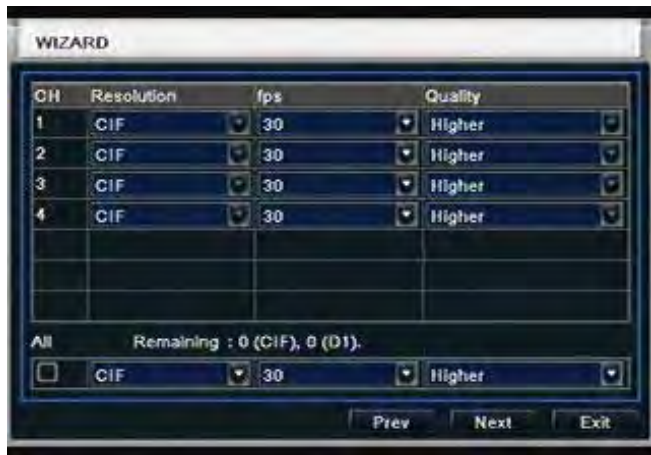 WIZARD
CH Resolution fps Quality
1 CIF 30 Higher
2 CIF 30 Higher
3 CIF 30 Higher
4 CIF 30 Higher
All Remaining : 0 (CIF), 0 (D1).
CIF 30 Higher
Prev Next Exit